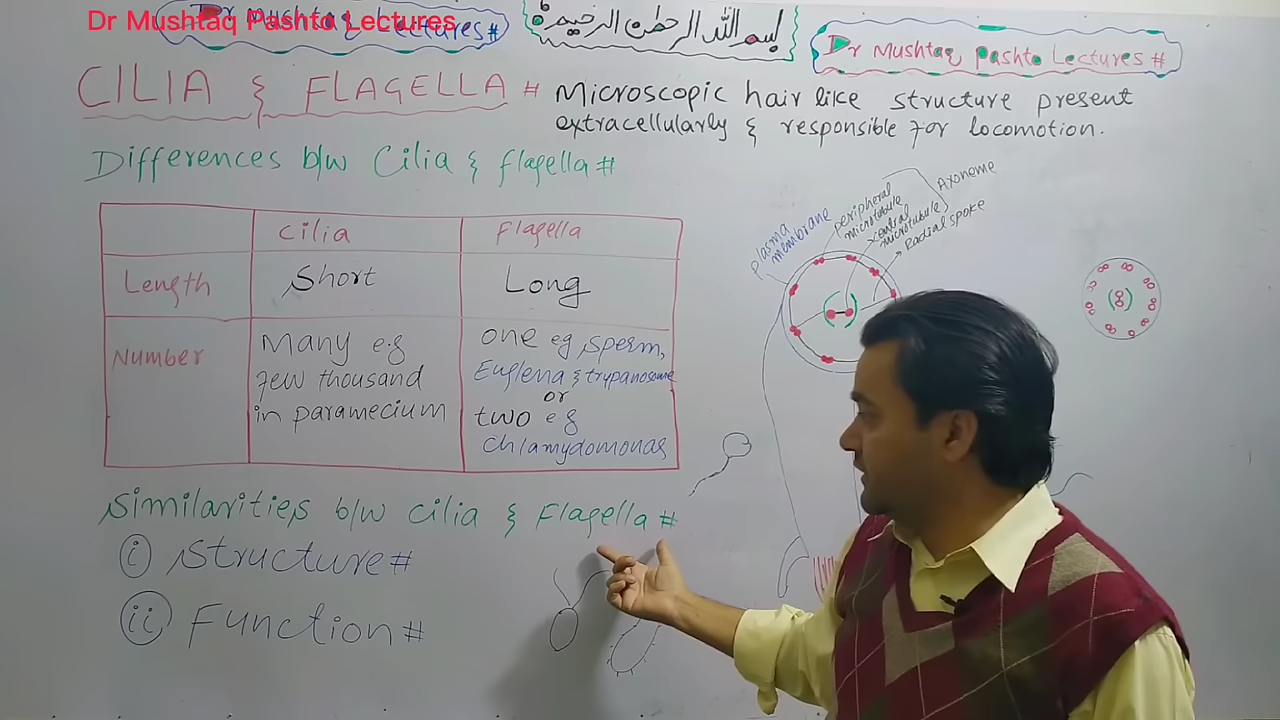 Dr Mushtaq Pashto Lectures
Dr Mushtaq
Lectures#
بسم الله الرحمن الرحيم
Dr Mushtaq Pashto Lectures #
CILIA & FLAGELLA # Microscopic hair like structure present
extracellularly & responsible for locomotion.
Differences b/w Cilia & flagella #
plasma membrane
peripheral microtubule
central microtubule
Radial spoke
Axoneme
Cilia
Flagella
Length
Short
Long
Number
Many e.g
few thousand
in paramecium
one eg sperm,
Euglena & trypanosome
or
two e g
Chlamydomonas
Similarities b/w cilia & Flagella #
i Structure#
ii Function#